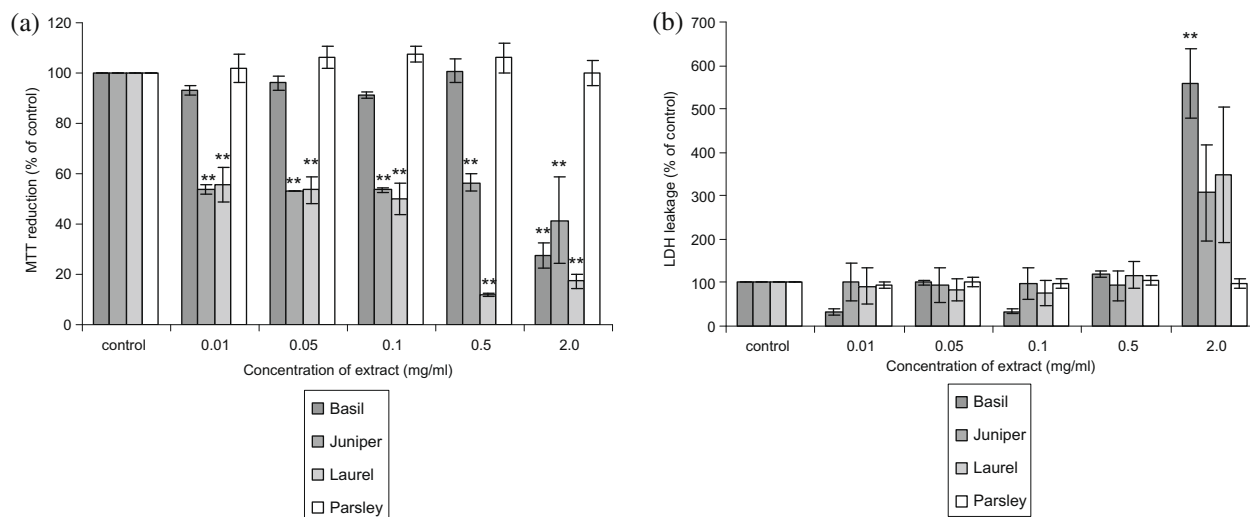 (a)
120
100
80
60
40
20
0
MTT reduction (% of control)
** **
** **
** **
**
**
**
**
**
control 0.01 0.05 0.1 0.5 2.0
Concentration of extract (mg/ml)
Basil
Juniper
Laurel
Parsley
(b)
700
600
500
400
300
200
100
0
LDH leakage (% of control)
**
control 0.01 0.05 0.1 0.5 2.0
Concentration of extract (mg/ml)
Basil
Juniper
Laurel
Parsley